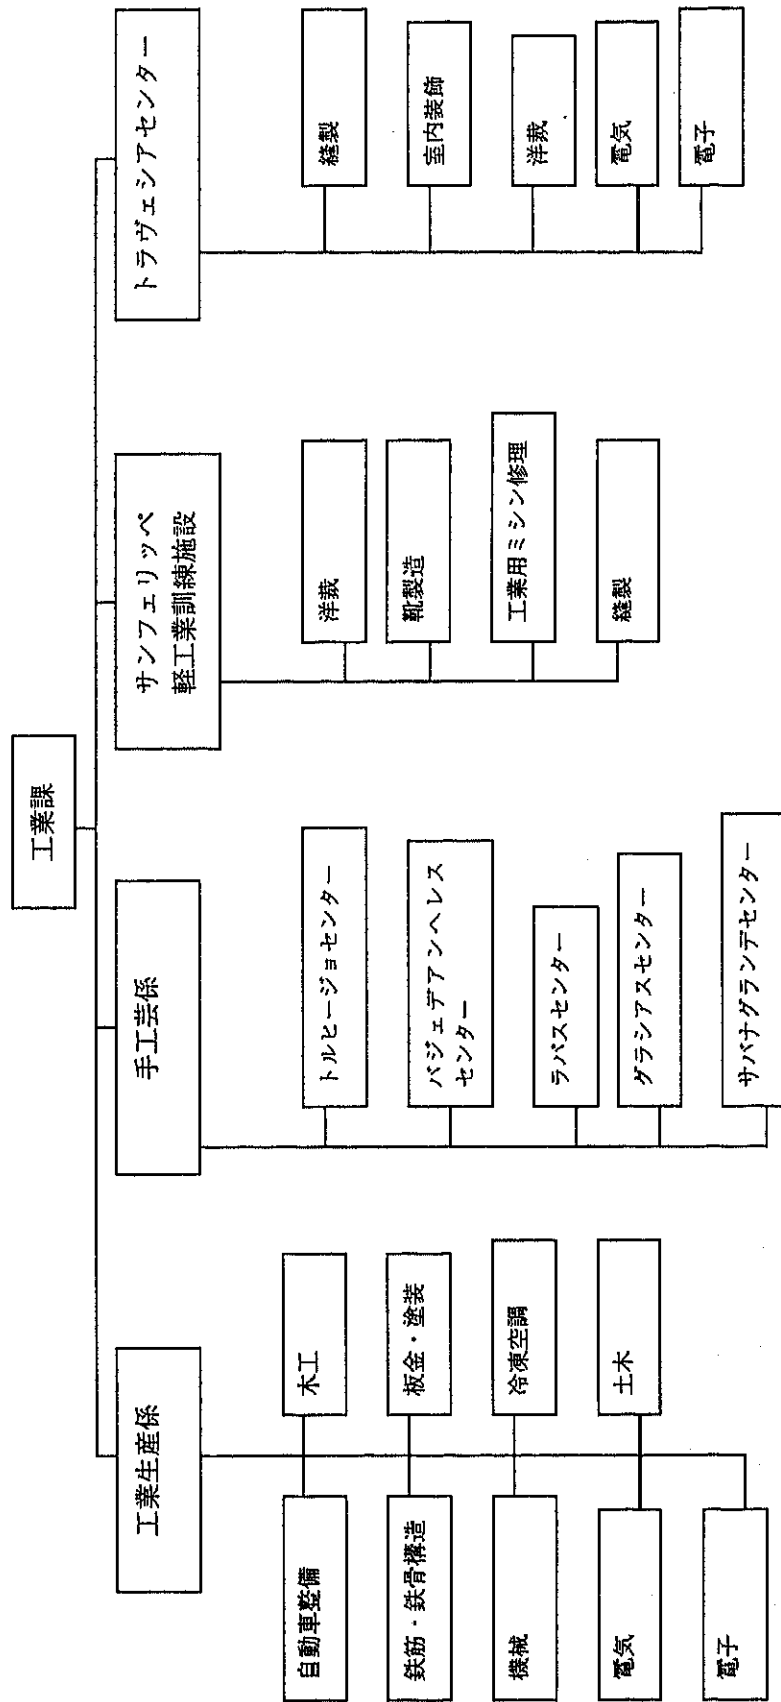 工業課
工業生産係
自動車整備
木工
鉄筋・鉄骨構造
板金・塗装
機械
冷凍空調
電気
土木
電子
手工芸係
トルヒージョセンター
バジェデアンヘレス
センター
ラパスセンター
グラシアスセンター
サバナグランデセンター
サンフェリッペ
軽工業訓練施設
洋裁
靴製造
工業用ミシン修理
縫製
トラヴェシアセンター
縫製
室内装飾
洋裁
電気
電子